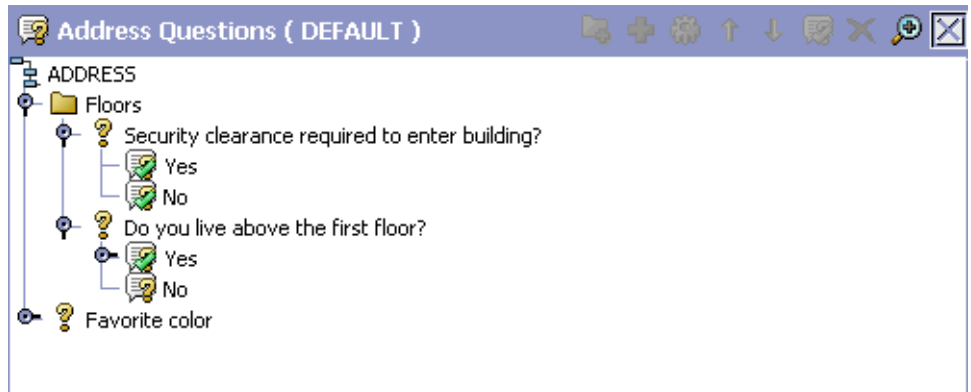 Address Questions ( DEFAULT )
ADDRESS
Floors
Security clearance required to enter building?
Yes
No
Do you live above the first floor?
Yes
No
Favorite color